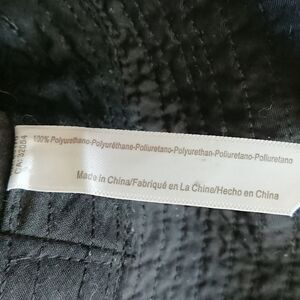 100% Polyurethane-Polyuréthane-Poliuretano-Polyurethan-Poliuretano-Poliuretano
Made in China/Fabriqué en La Chine/Hecho en China